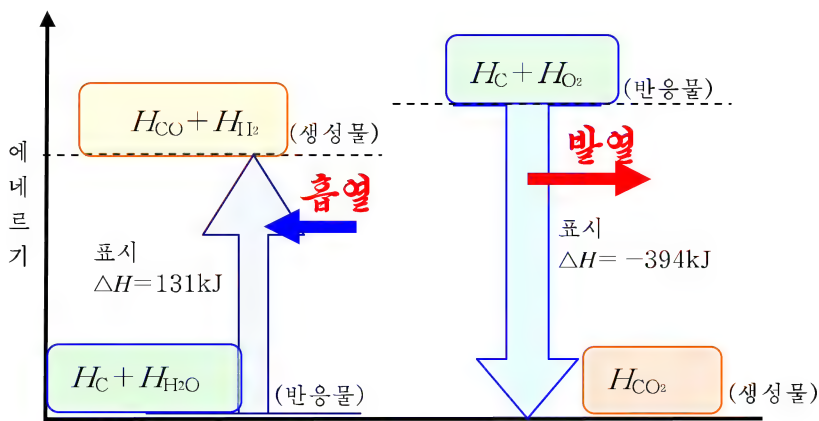 에네르기
H_CO + H_H₂
(생성물)
흡열
표시
△H=131kJ
H_C + H_H₂O
(반응물)
H_C + H_O₂
(반응물)
발열
표시
△H= −394kJ
H_CO₂
(생성물)